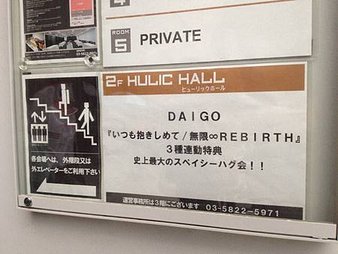 4
ROOM
5
PRIVATE
2F HULIC HALL
ヒューリックホール
DAIGO
『いつも抱きしめて / 無限∞REBIRTH』
3種連動特典
史上最大のスペイシーハグ会！！
各会場へは、外階段又は
外エレベーターをご利用下さい
運営事務所は3階にございます 03-5822-5971